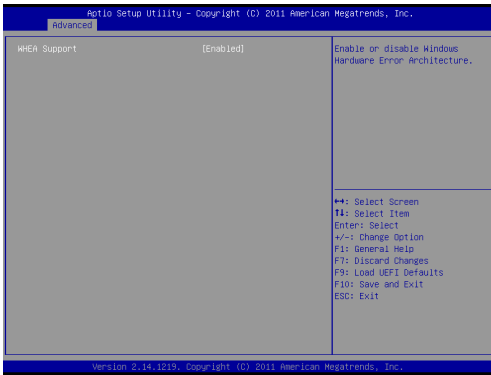 Aptio Setup Utility - Copyright (C) 2011 American Megatrends, Inc.
Advanced
WHEA Support [Enabled]
Enable or disable Windows
Hardware Error Architecture.
↔: Select Screen
↑↓: Select Item
Enter: Select
+/-: Change Option
F1: General Help
F7: Discard Changes
F9: Load UEFI Defaults
F10: Save and Exit
ESC: Exit
Version 2.14.1219. Copyright (C) 2011 American Megatrends, Inc.